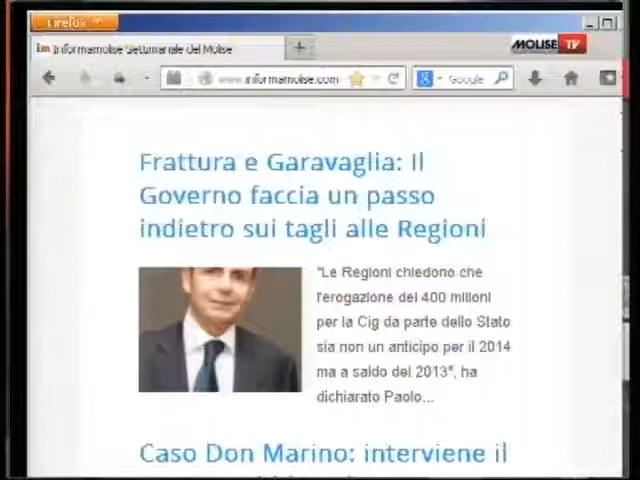 Firefox
Informamolise Settimanale del Molise
MOLISE TV
www.informamolise.com
Google
Frattura e Garavaglia: Il
Governo faccia un passo
indietro sui tagli alle Regioni
"Le Regioni chiedono che
l'erogazione dei 400 milioni
per la Cig da parte dello Stato
sia non un anticipo per il 2014
ma a saldo del 2013", ha
dichiarato Paolo...
Caso Don Marino: interviene il